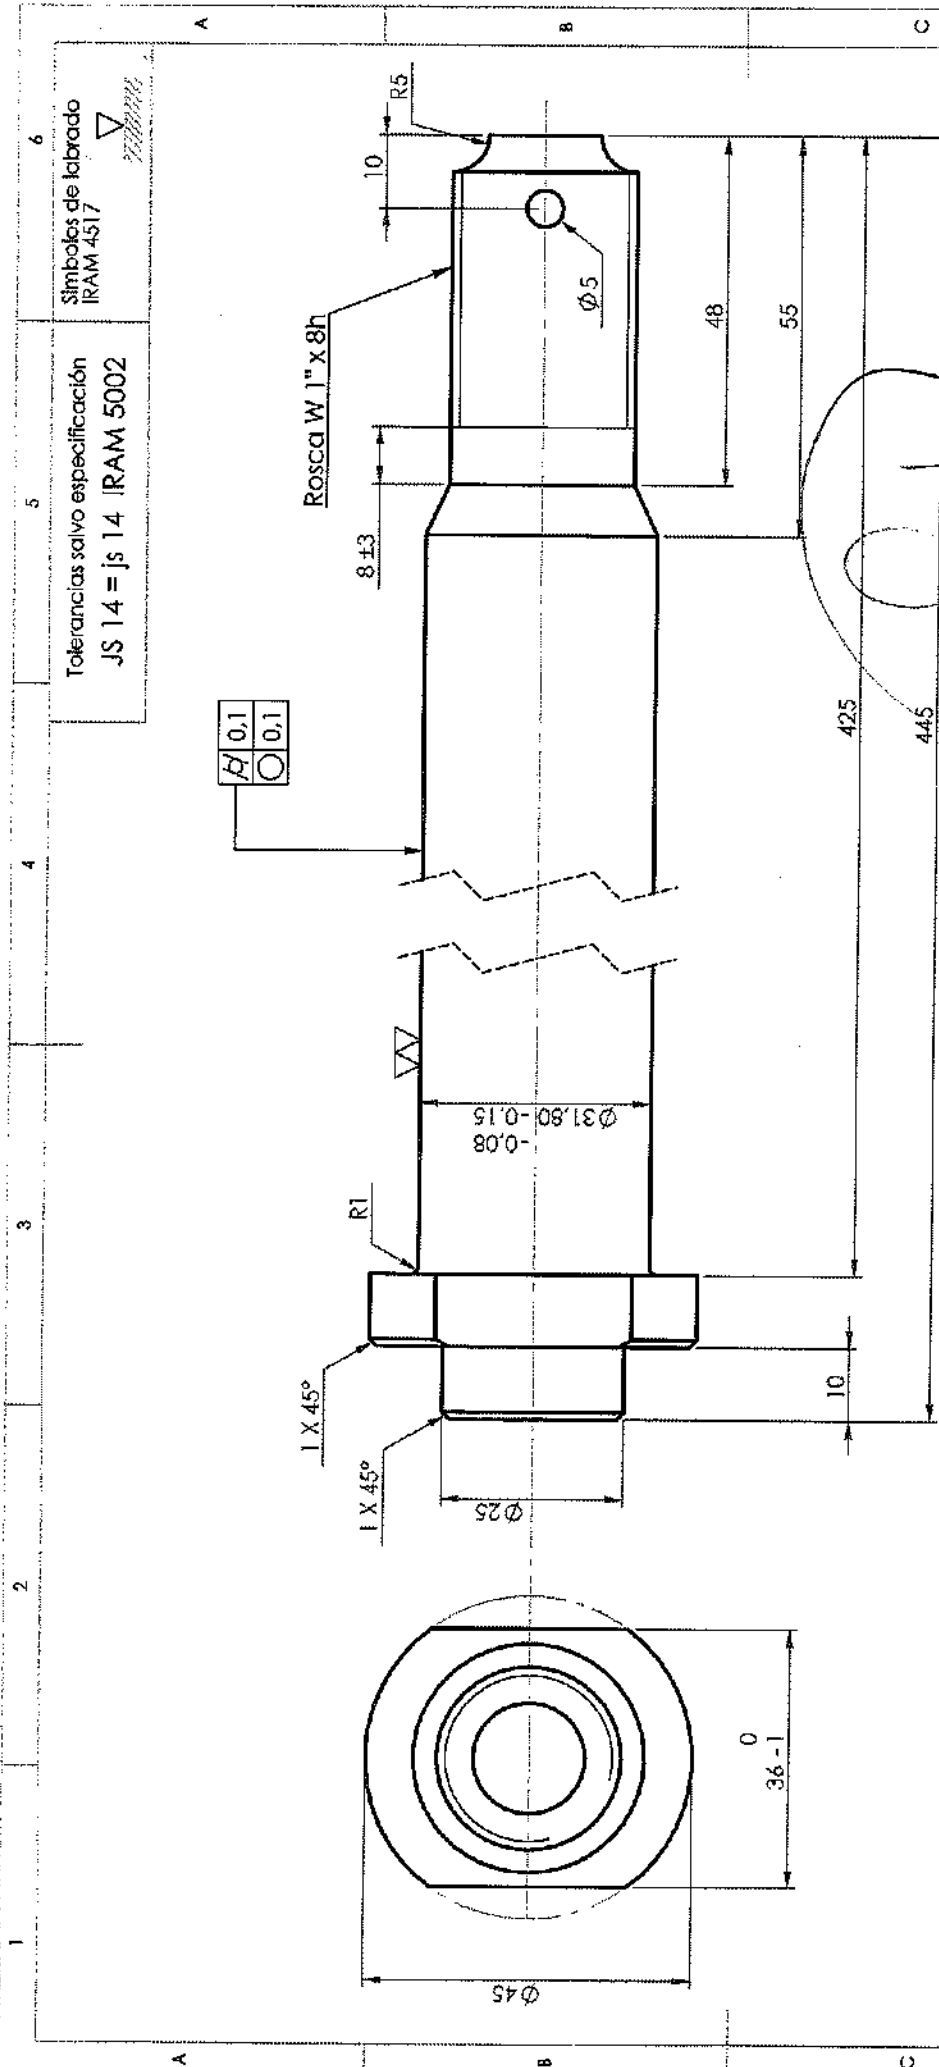 1
2
3
4
5
6
A
B
C
Tolerancias salvo especificación
JS 14 = js 14 IRAM 5002
Símbolos de labrado
IRAM 4517
0,1
0,1
R5
10
Rosca W 1" x 8h
8 ±3
Ø5
48
55
425
445
R1
-0,08
Ø31,80 -0,15
1 X 45°
1 X 45°
Ø25
10
0
36 -1
Ø45
A
B
C